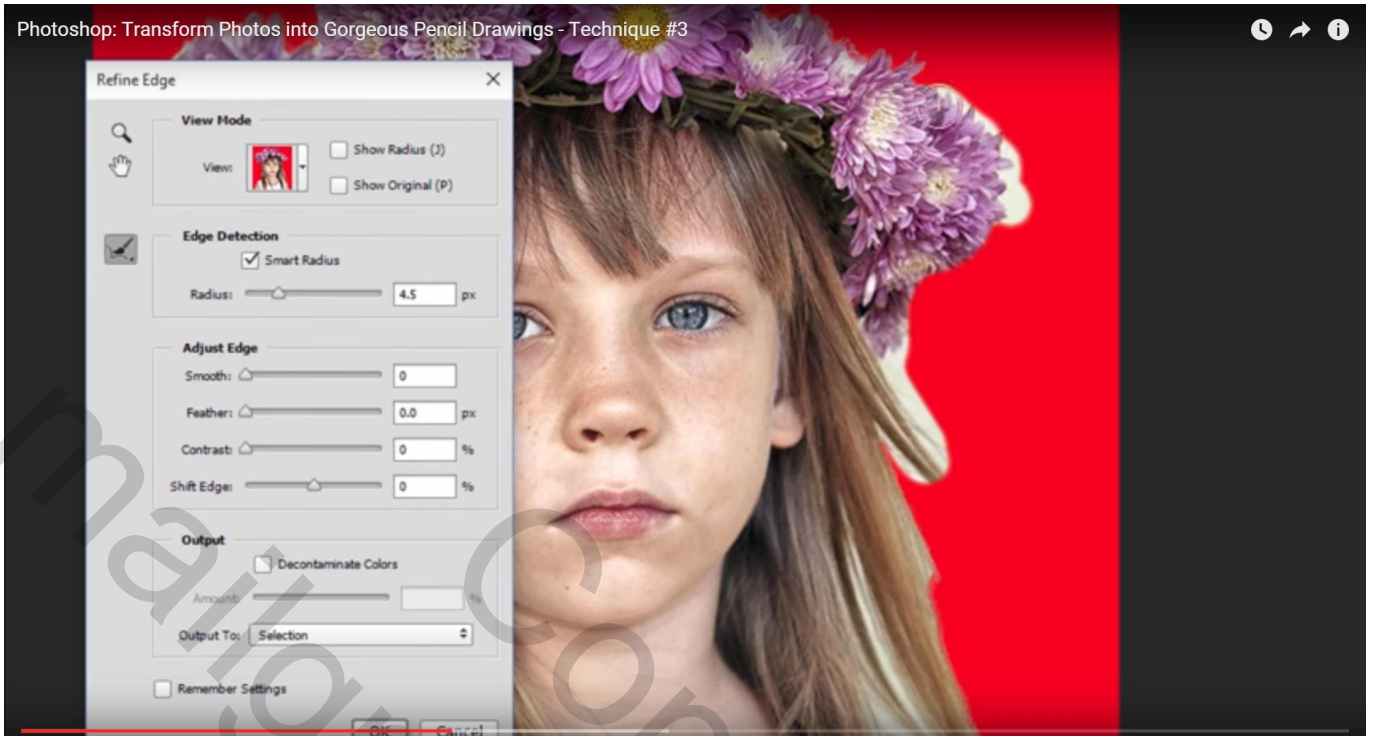 Photoshop: Transform Photos into Gorgeous Pencil Drawings - Technique #3
Refine Edge
View Mode
View:
Show Radius (J)
Show Original (P)
Edge Detection
Smart Radius
Radius: 4.5 px
Adjust Edge
Smooth: 0
Feather: 0.0 px
Contrast: 0 %
Shift Edge: 0 %
Output
Decontaminate Colors
Amount: %
Output To: Selection
Remember Settings
OK Cancel